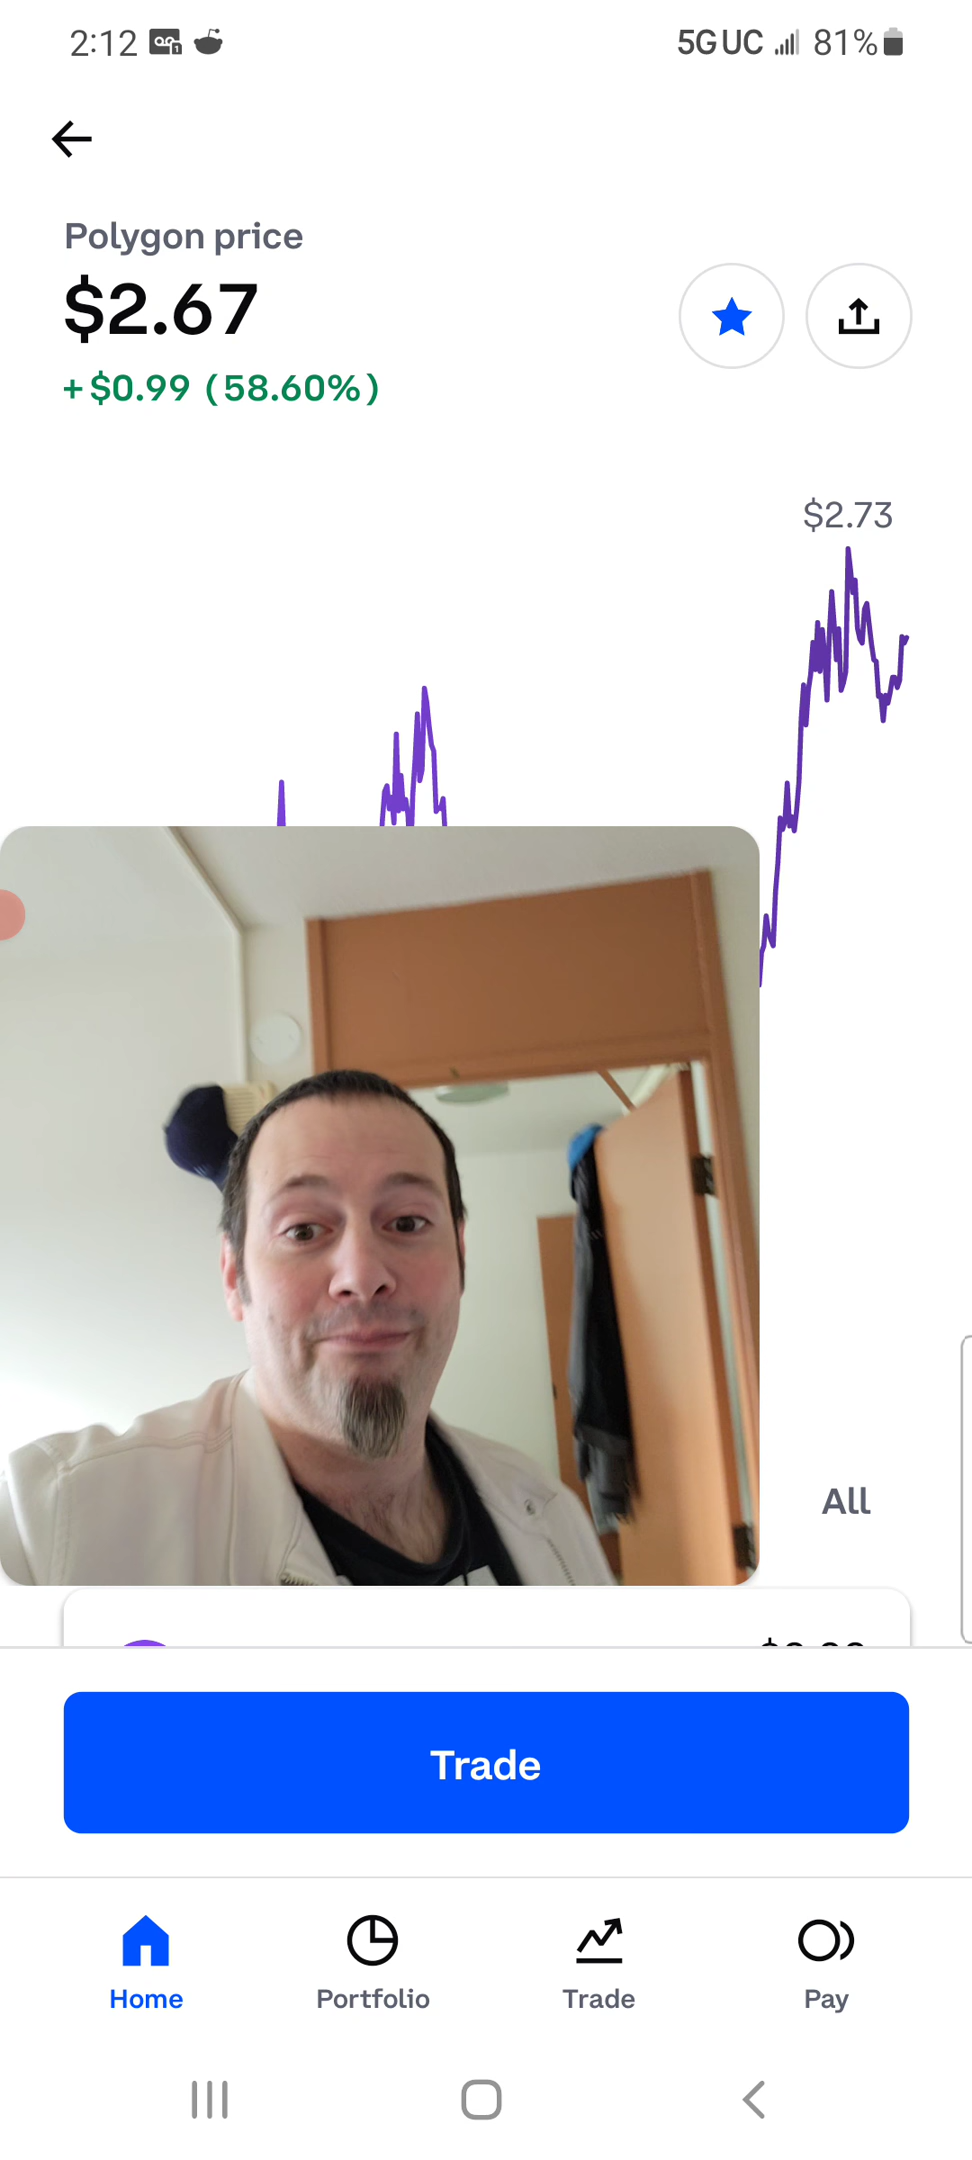 2:12
5G UC 81%
Polygon price
$2.67
+$0.99 (58.60%)
$2.73
All
Trade
Home Portfolio Trade Pay